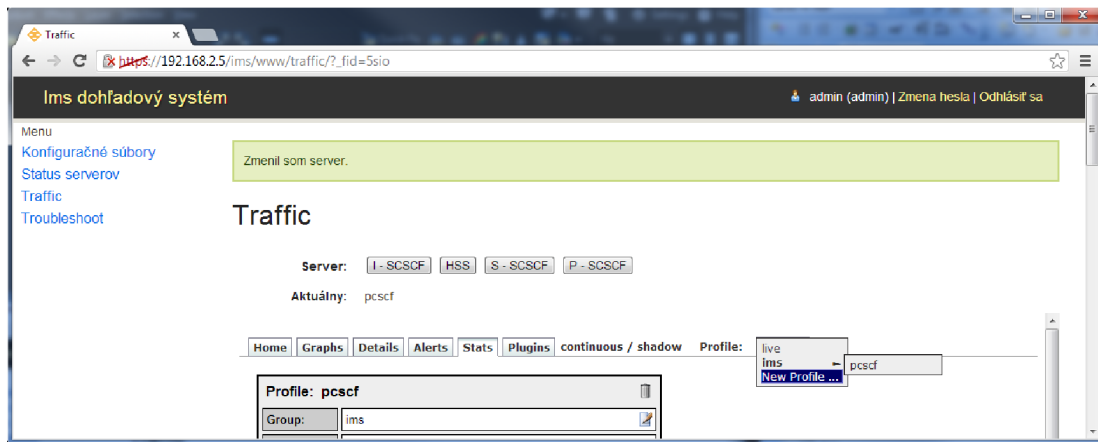 Traffic
https://192.168.2.5/ims/www/traffic/?_fid=5sio
Ims dohľadový systém
admin (admin) | Zmena hesla | Odhlásiť sa
Menu
Konfiguračné súbory
Status serverov
Traffic
Troubleshoot
Zmenil som server.
Traffic
Server: I - SCSCF HSS S - SCSCF P - SCSCF
Aktuálny: pcscf
Home Graphs Details Alerts Stats Plugins continuous / shadow Profile:
live
ims
pcscf
New Profile ...
Profile: pcscf
Group: ims